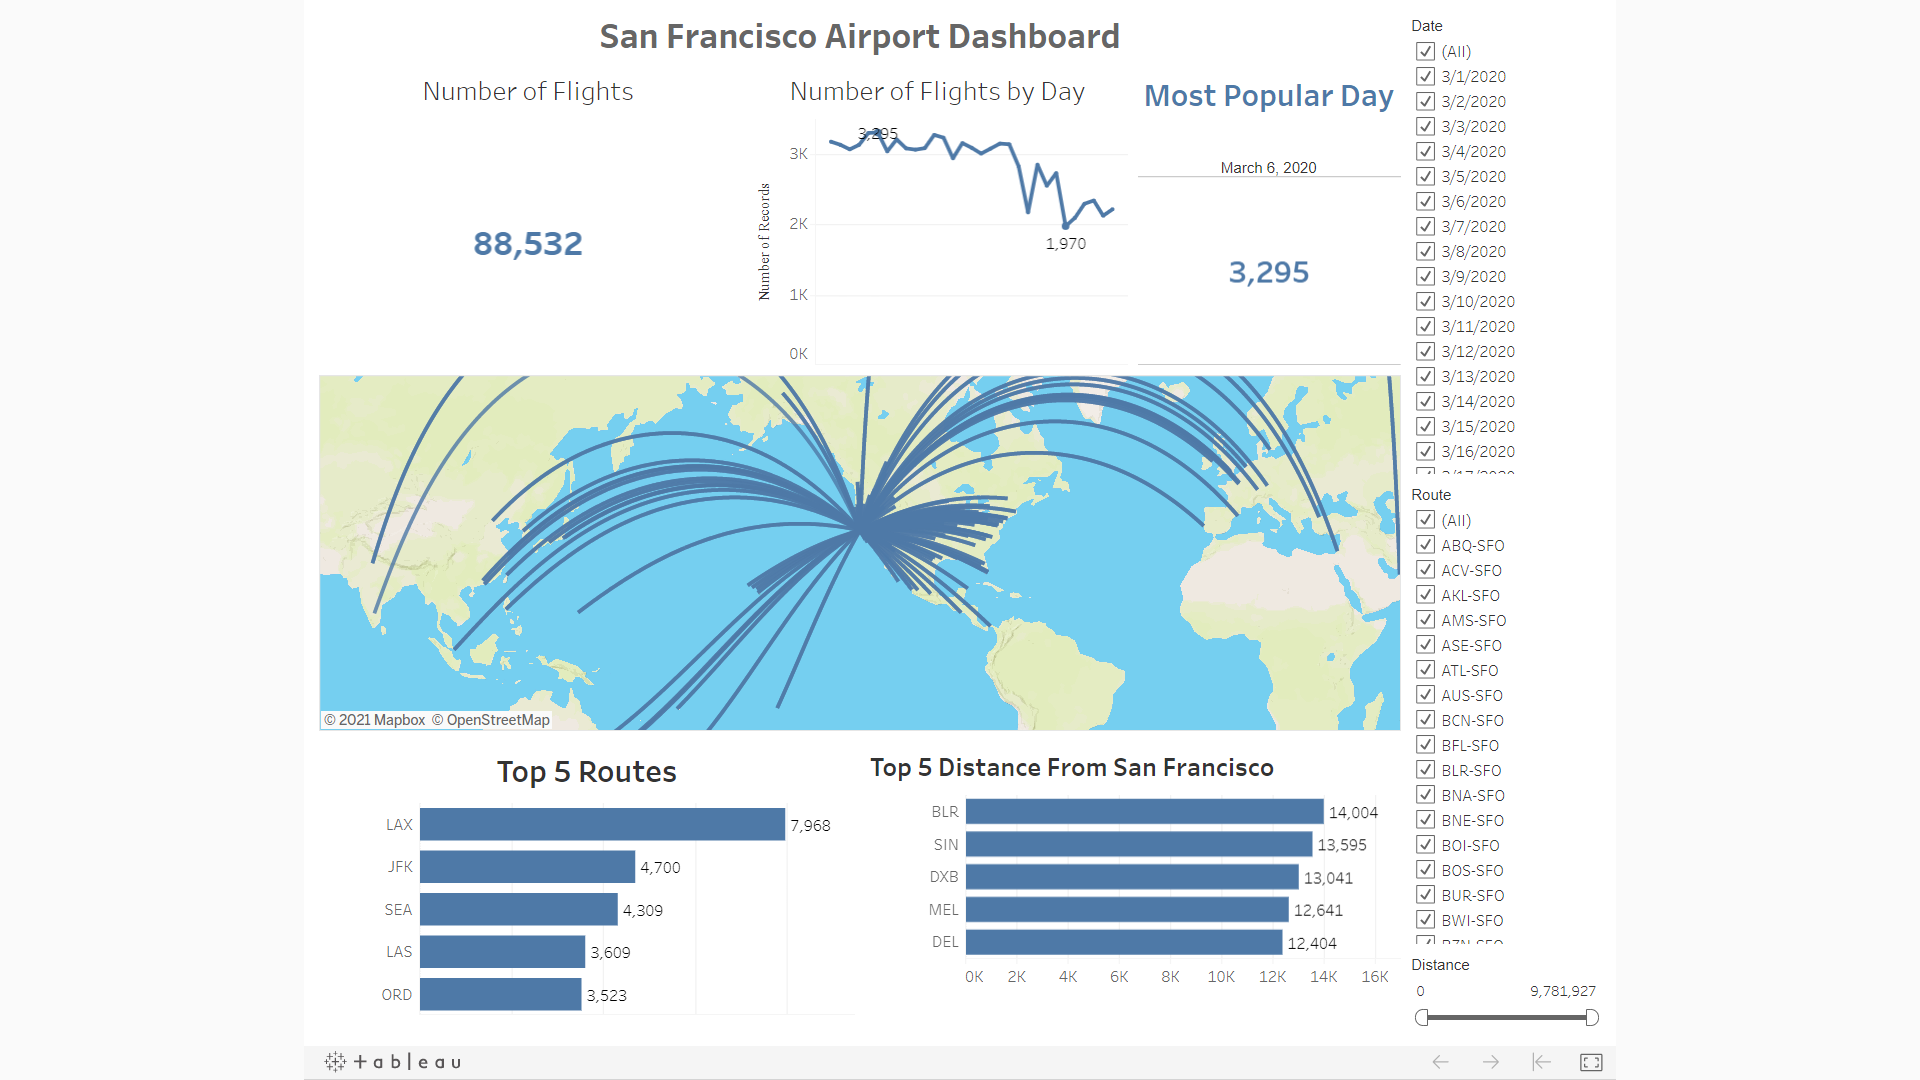 San Francisco Airport Dashboard
Number of Flights
88,532
Number of Flights by Day
Number of Records
3,295
3K
2K
1,970
1K
0K
Most Popular Day
March 6, 2020
3,295
© 2021 Mapbox © OpenStreetMap
Top 5 Routes
LAX 7,968
JFK 4,700
SEA 4,309
LAS 3,609
ORD 3,523
Top 5 Distance From San Francisco
BLR 14,004
SIN 13,595
DXB 13,041
MEL 12,641
DEL 12,404
0K 2K 4K 6K 8K 10K 12K 14K 16K
Date
(All)
3/1/2020
3/2/2020
3/3/2020
3/4/2020
3/5/2020
3/6/2020
3/7/2020
3/8/2020
3/9/2020
3/10/2020
3/11/2020
3/12/2020
3/13/2020
3/14/2020
3/15/2020
3/16/2020
Route
(All)
ABQ-SFO
ACV-SFO
AKL-SFO
AMS-SFO
ASE-SFO
ATL-SFO
AUS-SFO
BCN-SFO
BFL-SFO
BLR-SFO
BNA-SFO
BNE-SFO
BOI-SFO
BOS-SFO
BUR-SFO
BWI-SFO
Distance
0 9,781,927
tableau